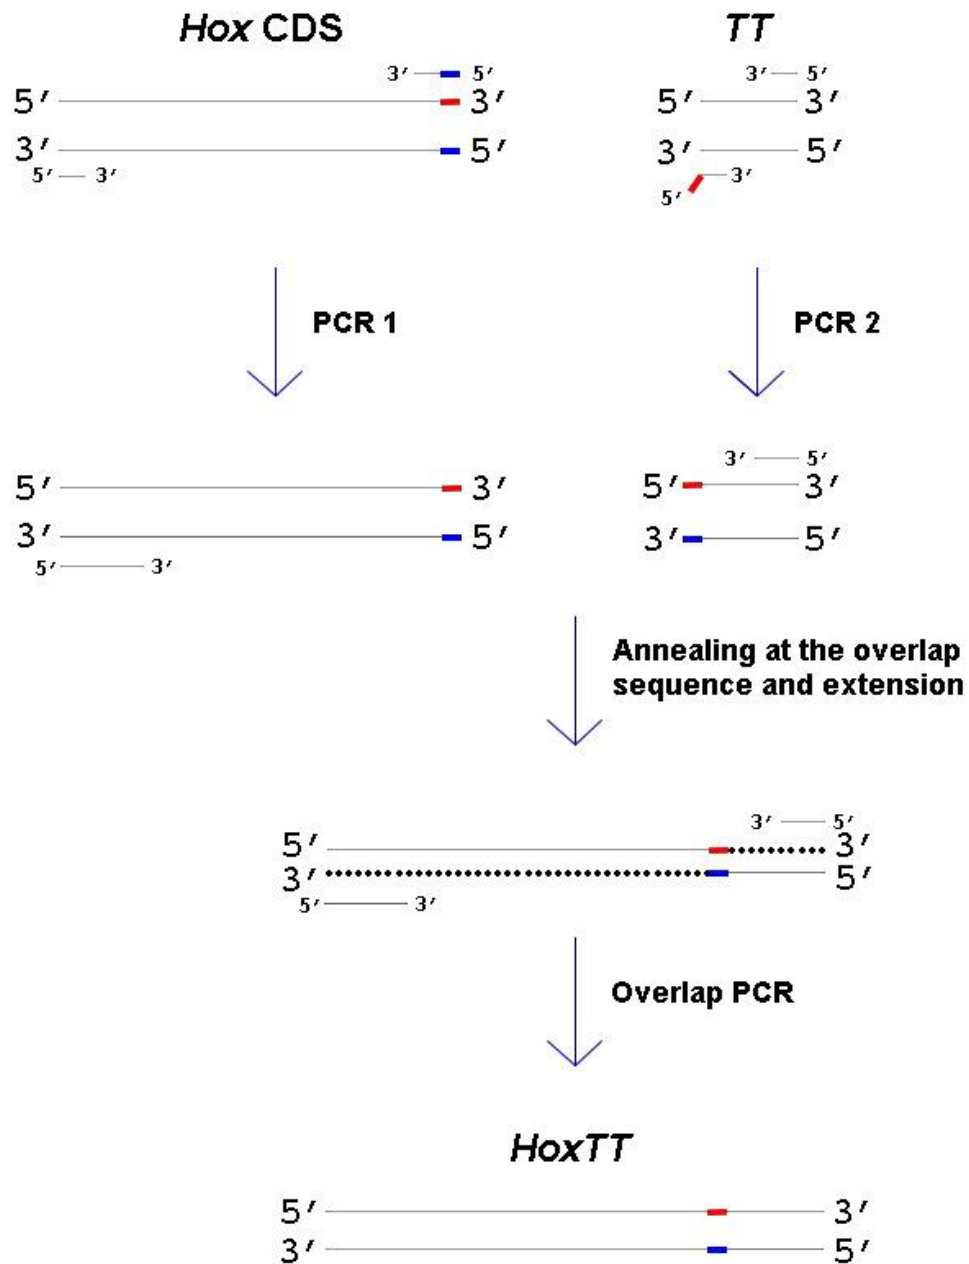 Hox CDS TT
3′ 5′ 3′ 5′
5′ 3′ 5′ 3′
3′ 5′ 3′ 5′
5′ 3′ 3′
5′
PCR 1 PCR 2
3′ 5′
5′ 3′ 5′ 3′
3′ 5′ 3′ 5′
5′ 3′
Annealing at the overlap
sequence and extension
3′ 5′
5′ 3′
3′ 5′
5′ 3′
Overlap PCR
HoxTT
5′ 3′
3′ 5′